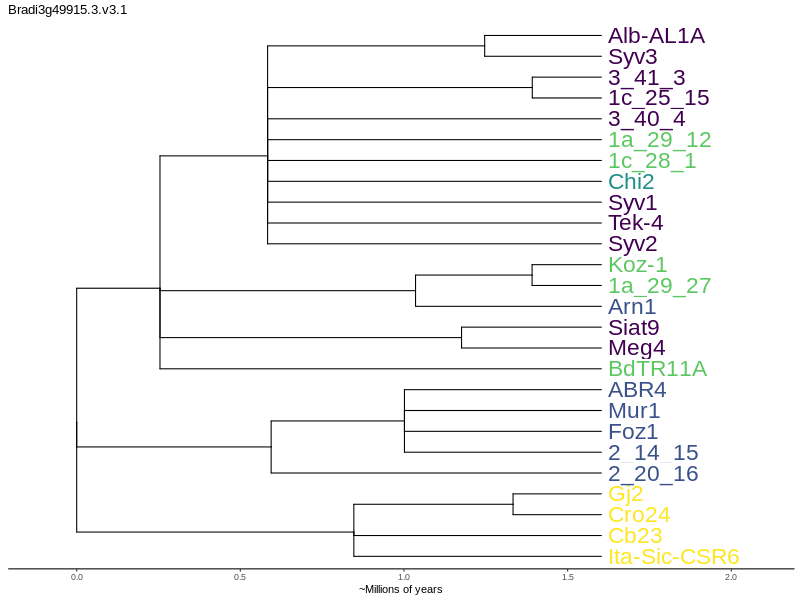 Bradi3g49915.3.v3.1
Alb-AL1A
Syv3
3_41_3
1c_25_15
3_40_4
1a_29_12
1c_28_1
Chi2
Syv1
Tek-4
Syv2
Koz-1
1a_29_27
Arn1
Siat9
Meg4
BdTR11A
ABR4
Mur1
Foz1
2_14_15
2_20_16
Gj2
Cro24
Cb23
Ita-Sic-CSR6
0.0 0.5 1.0 1.5 2.0
~Millions of years